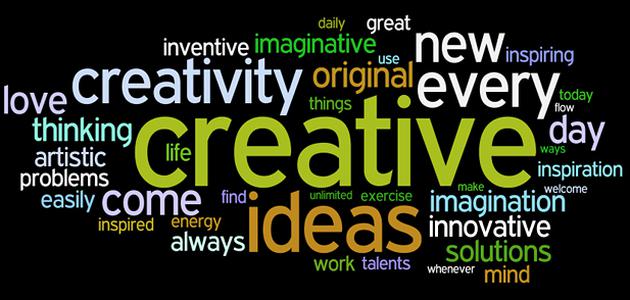 daily great
inventive imaginative use new inspiring
creativity original every
love things today
flow
thinking creative day
artistic life ways
problems inspiration
easily come find unlimited exercise make imagination welcome
inspired energy ideas innovative
always solutions
work talents whenever mind